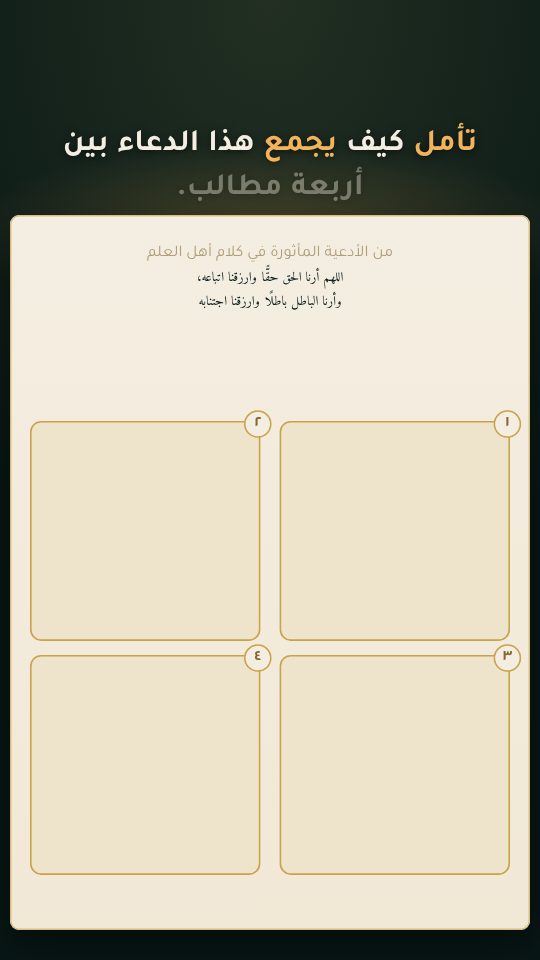 تأمل كيف يجمع هذا الدعاء بين
أربعة مطالب.
من الأدعية المأثورة في كلام أهل العلم
اللهم أرنا الحق حقًّا وارزقنا اتباعه،
وأرنا الباطل باطلًا وارزقنا اجتنابه
١
٢
٣
٤